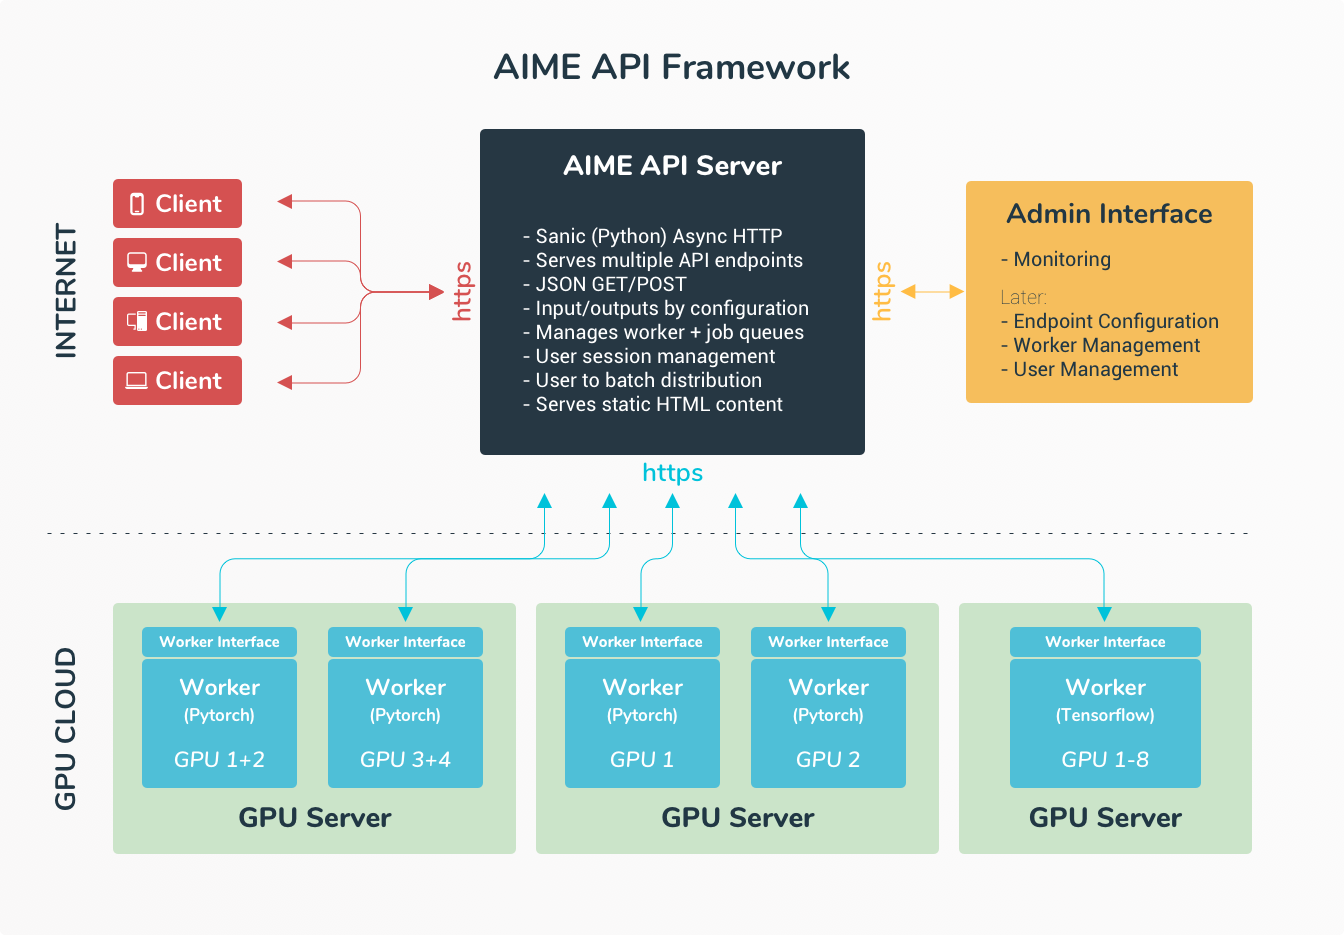 AIME API Framework
INTERNET
Client
Client
Client
Client
https
AIME API Server
- Sanic (Python) Async HTTP
- Serves multiple API endpoints
- JSON GET/POST
- Input/outputs by configuration
- Manages worker + job queues
- User session management
- User to batch distribution
- Serves static HTML content
https
Admin Interface
- Monitoring
Later:
- Endpoint Configuration
- Worker Management
- User Management
https
GPU CLOUD
Worker Interface
Worker
(Pytorch)
GPU 1+2
Worker Interface
Worker
(Pytorch)
GPU 3+4
GPU Server
Worker Interface
Worker
(Pytorch)
GPU 1
Worker Interface
Worker
(Pytorch)
GPU 2
GPU Server
Worker Interface
Worker
(Tensorflow)
GPU 1-8
GPU Server